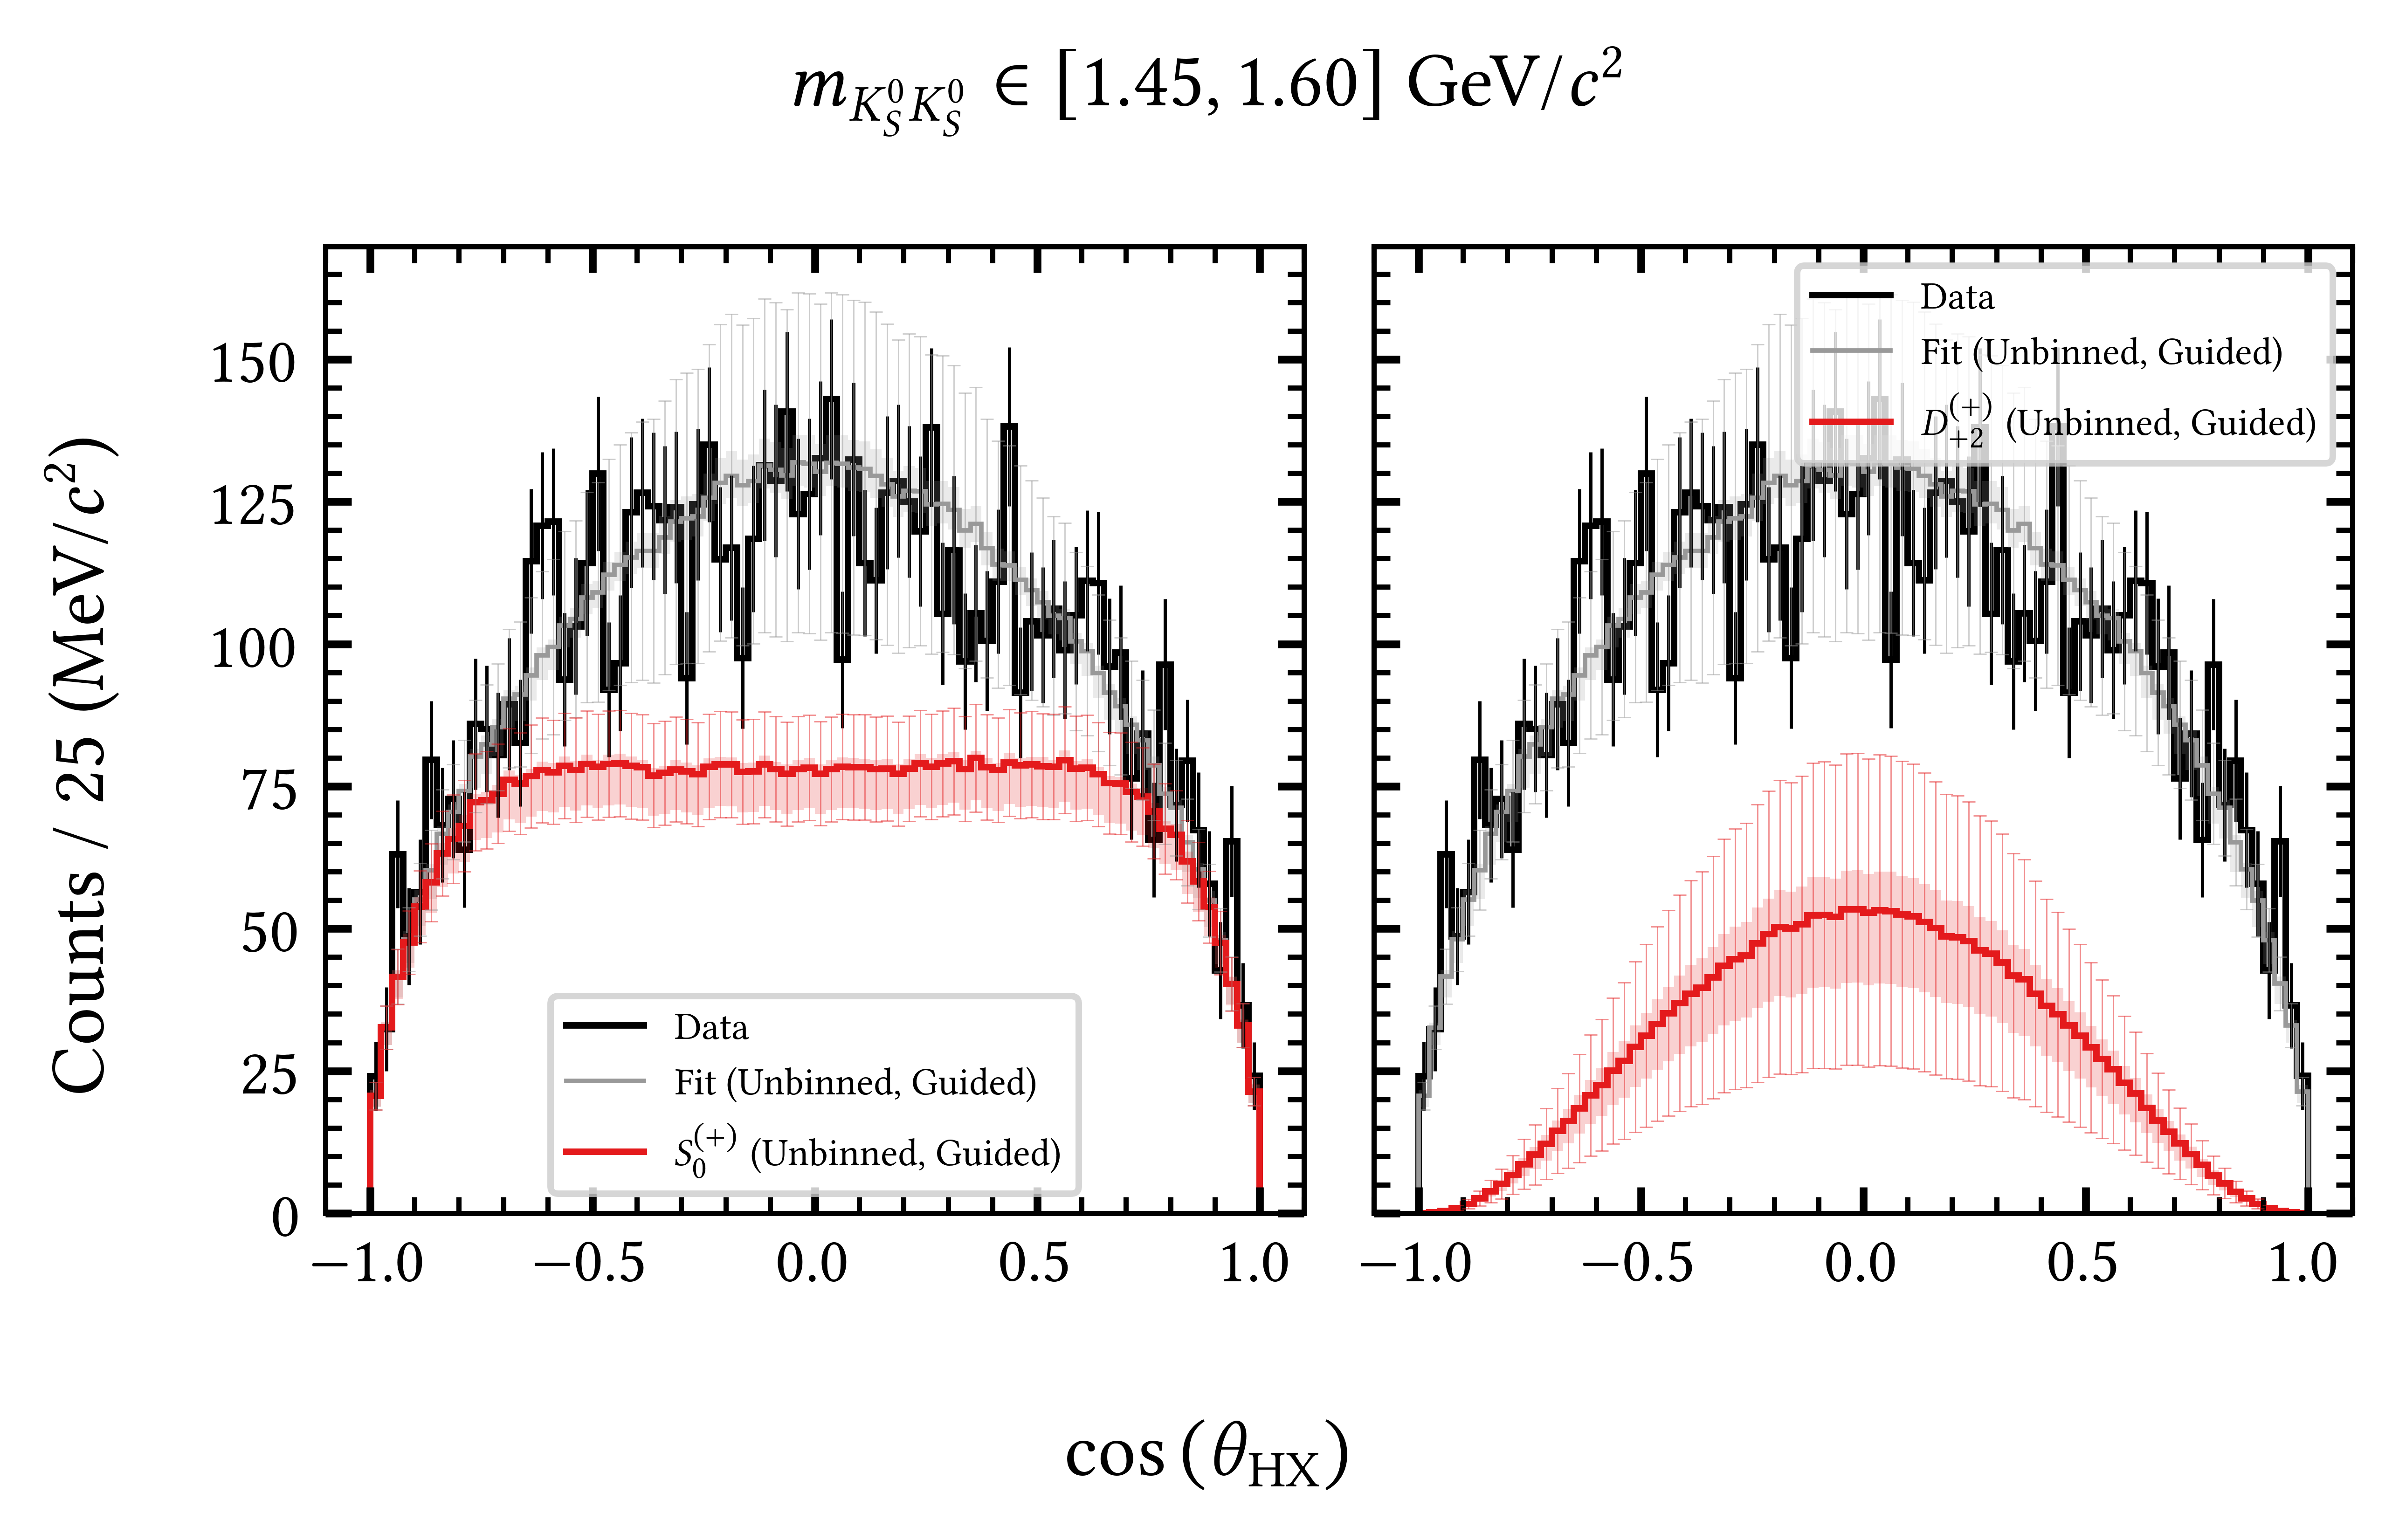 m_{K_S^0 K_S^0} ∈ [1.45, 1.60] GeV/c²
Counts / 25 (MeV/c²)
150
125
100
75
50
25
0
Data
Fit (Unbinned, Guided)
S_0^{(+)} (Unbinned, Guided)
−1.0 −0.5 0.0 0.5 1.0
Data
Fit (Unbinned, Guided)
D_{+2}^{(+)} (Unbinned, Guided)
−1.0 −0.5 0.0 0.5 1.0
cos (θ_{HX})